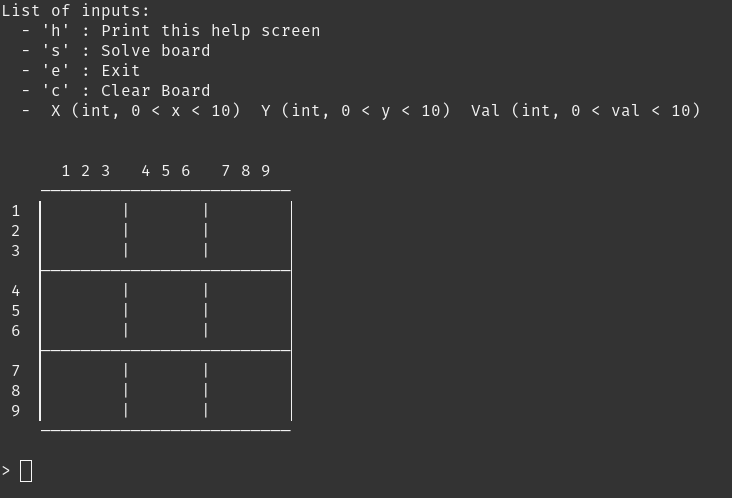 List of inputs:
  - 'h' : Print this help screen
  - 's' : Solve board
  - 'e' : Exit
  - 'c' : Clear Board
  -  X (int, 0 < x < 10)  Y (int, 0 < y < 10)  Val (int, 0 < val < 10)
1 2 3   4 5 6   7 8 9
1
2
3
4
5
6
7
8
9
>